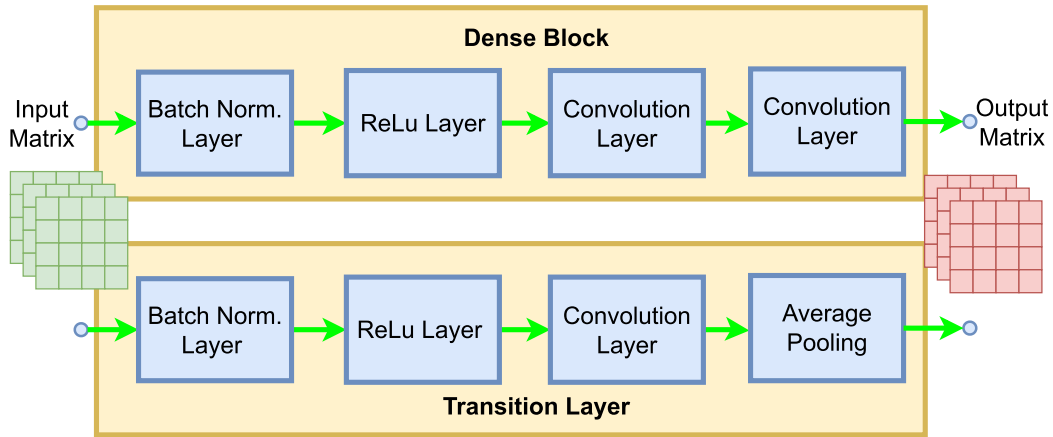 Dense Block
Input
Matrix
Batch Norm.
Layer
ReLu Layer
Convolution
Layer
Convolution
Layer
Output
Matrix
Batch Norm.
Layer
ReLu Layer
Convolution
Layer
Average
Pooling
Transition Layer